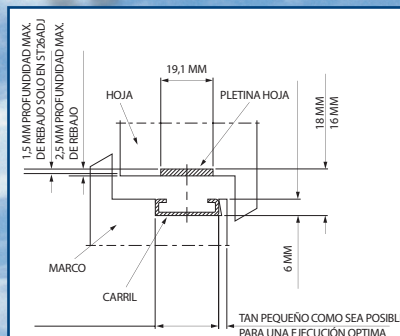 1,5 MM PROFUNDIDAD MAX.
DE REBAJO SOLO EN ST26ADJ
2,5 MM PROFUNDIDAD MAX.
DE REBAJO
19,1 MM
HOJA
PLETINA HOJA
18 MM
16 MM
MARCO
6 MM
CARRIL
TAN PEQUEÑO COMO SEA POSIBL
PARA UNA EJECUCIÓN OPTIMA